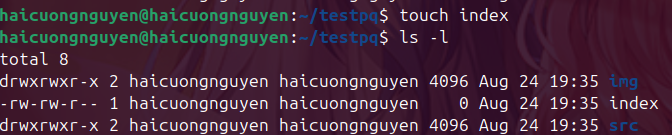 haicuongnguyen@haicuongnguyen:~/testpq$ touch index
haicuongnguyen@haicuongnguyen:~/testpq$ ls -l
total 8
drwxrwxr-x 2 haicuongnguyen haicuongnguyen 4096 Aug 24 19:35 img
-rw-rw-r-- 1 haicuongnguyen haicuongnguyen    0 Aug 24 19:35 index
drwxrwxr-x 2 haicuongnguyen haicuongnguyen 4096 Aug 24 19:35 src